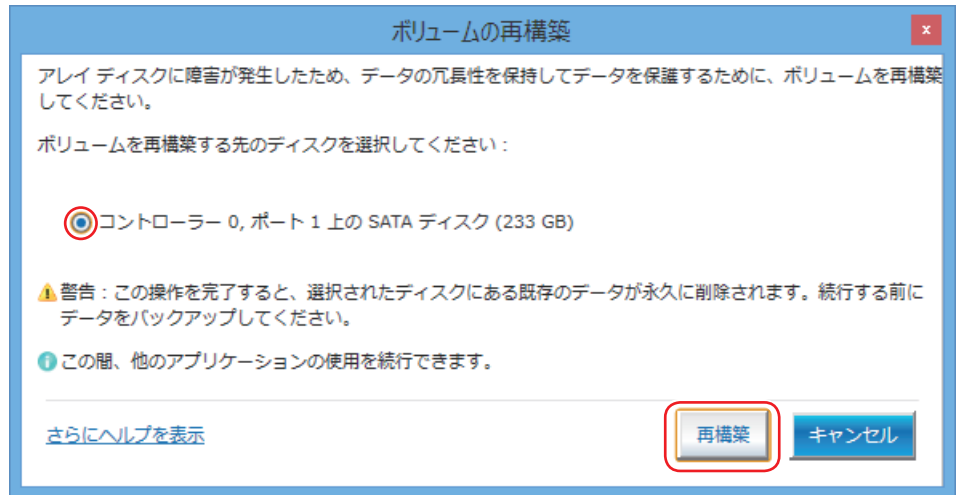 ボリュームの再構築
x
アレイ ディスクに障害が発生したため、データの冗長性を保持してデータを保護するために、ボリュームを再構築
してください。
ボリュームを再構築する先のディスクを選択してください：
コントローラー 0, ポート 1 上の SATA ディスク (233 GB)
警告：この操作を完了すると、選択されたディスクにある既存のデータが永久に削除されます。続行する前に
データをバックアップしてください。
この間、他のアプリケーションの使用を続行できます。
さらにヘルプを表示
再構築
キャンセル